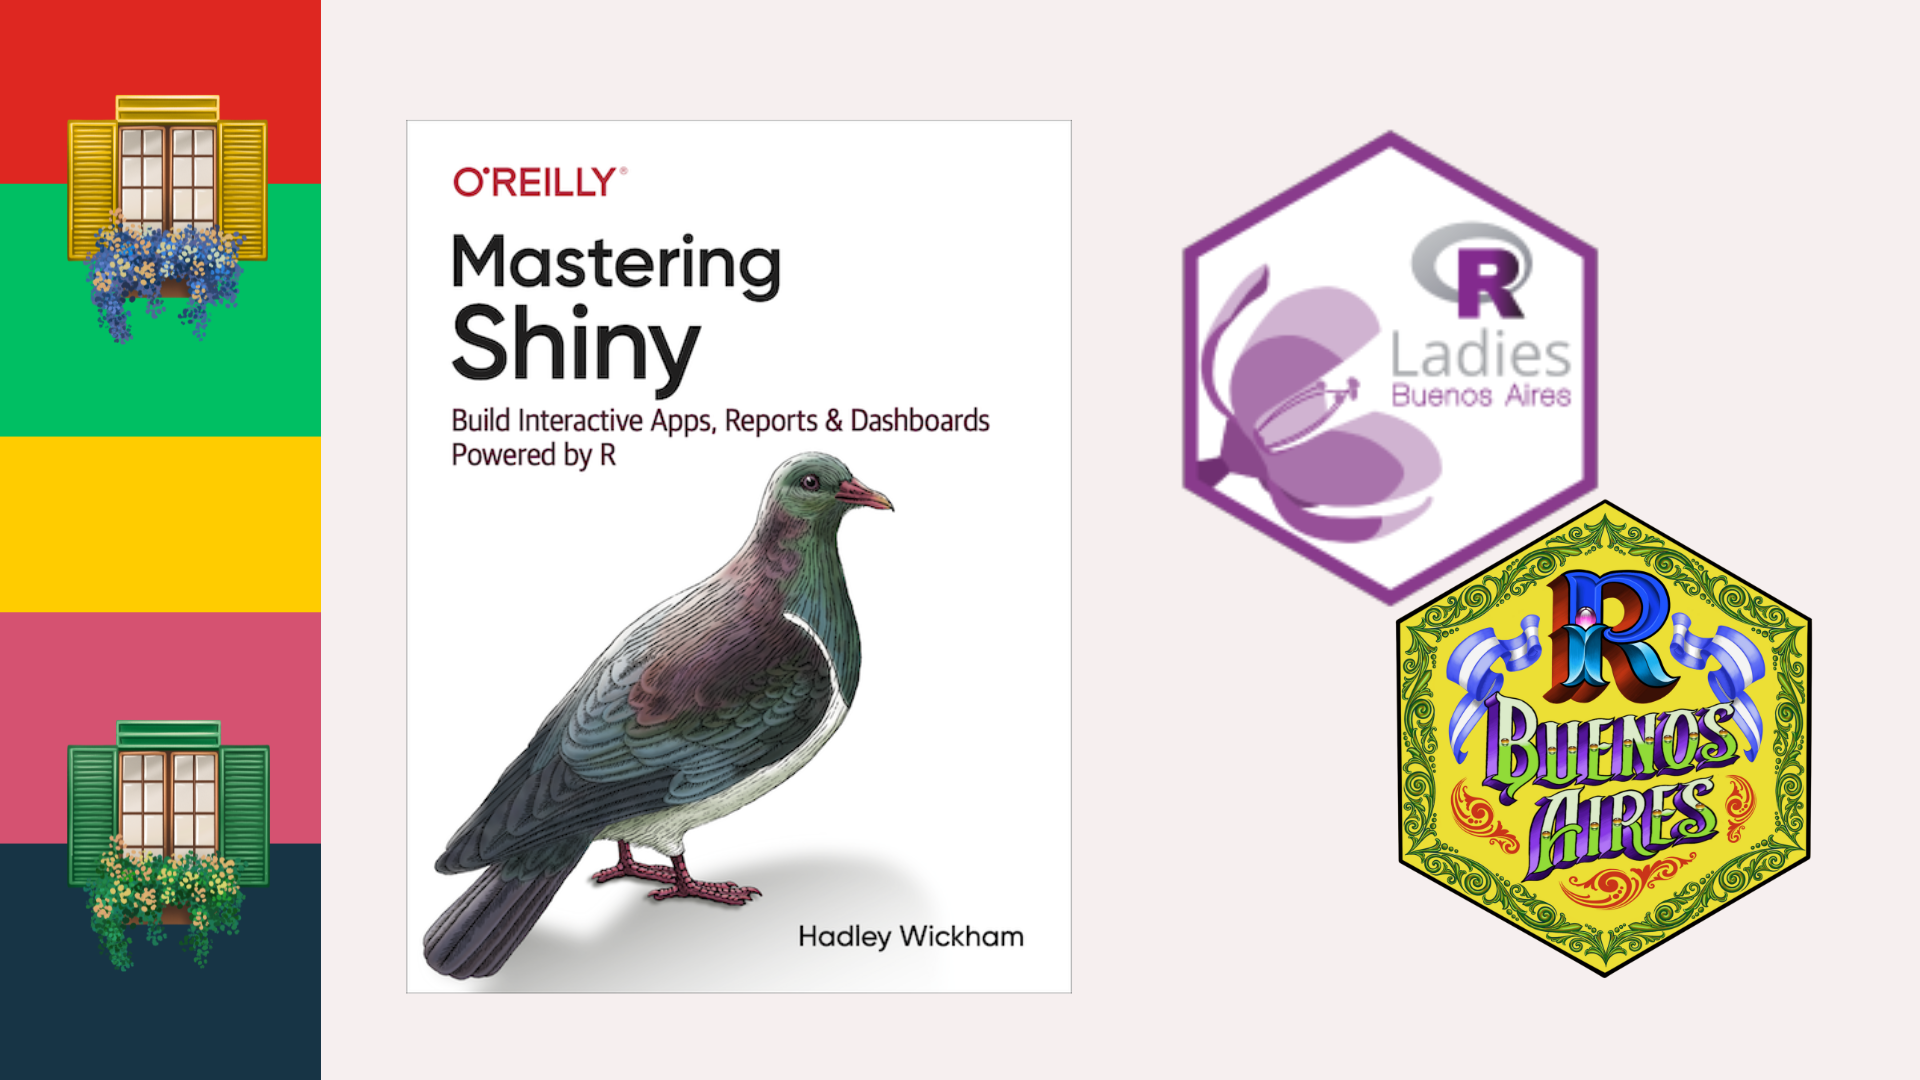 O'REILLY®
Mastering
Shiny
Build Interactive Apps, Reports & Dashboards
Powered by R
Hadley Wickham
R
Ladies
Buenos Aires
R
BUENOS
AIRES